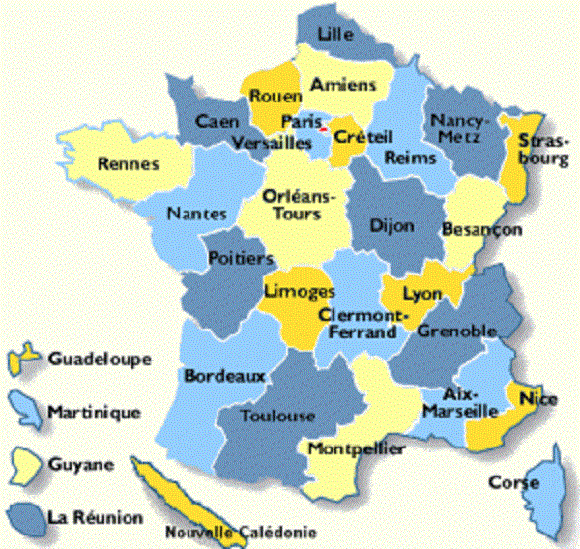 Lille
Amiens
Rouen
Caen
Paris
Versailles
Créteil
Reims
Nancy-
Metz
Stras-
bourg
Rennes
Nantes
Orléans-
Tours
Dijon
Besançon
Poitiers
Limoges
Clermont-
Ferrand
Lyon
Grenoble
Bordeaux
Toulouse
Montpellier
Aix-
Marseille
Nice
Corse
Guadeloupe
Martinique
Guyane
La Réunion
Nouvelle Calédonie